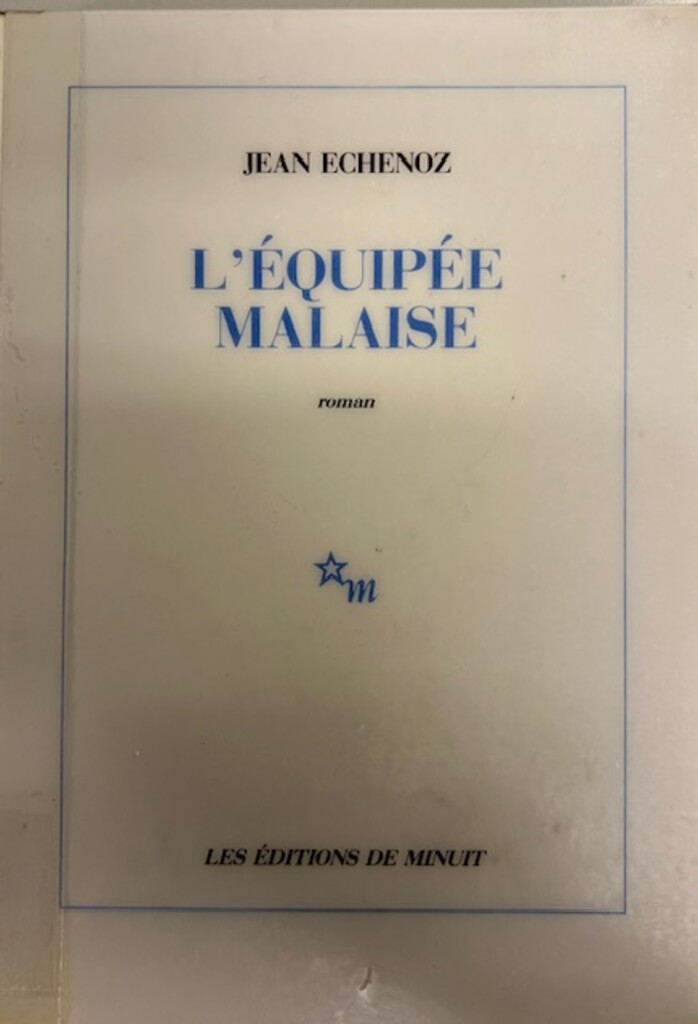 JEAN ECHENOZ
L'ÉQUIPÉE
MALAISE
roman
m
LES ÉDITIONS DE MINUIT